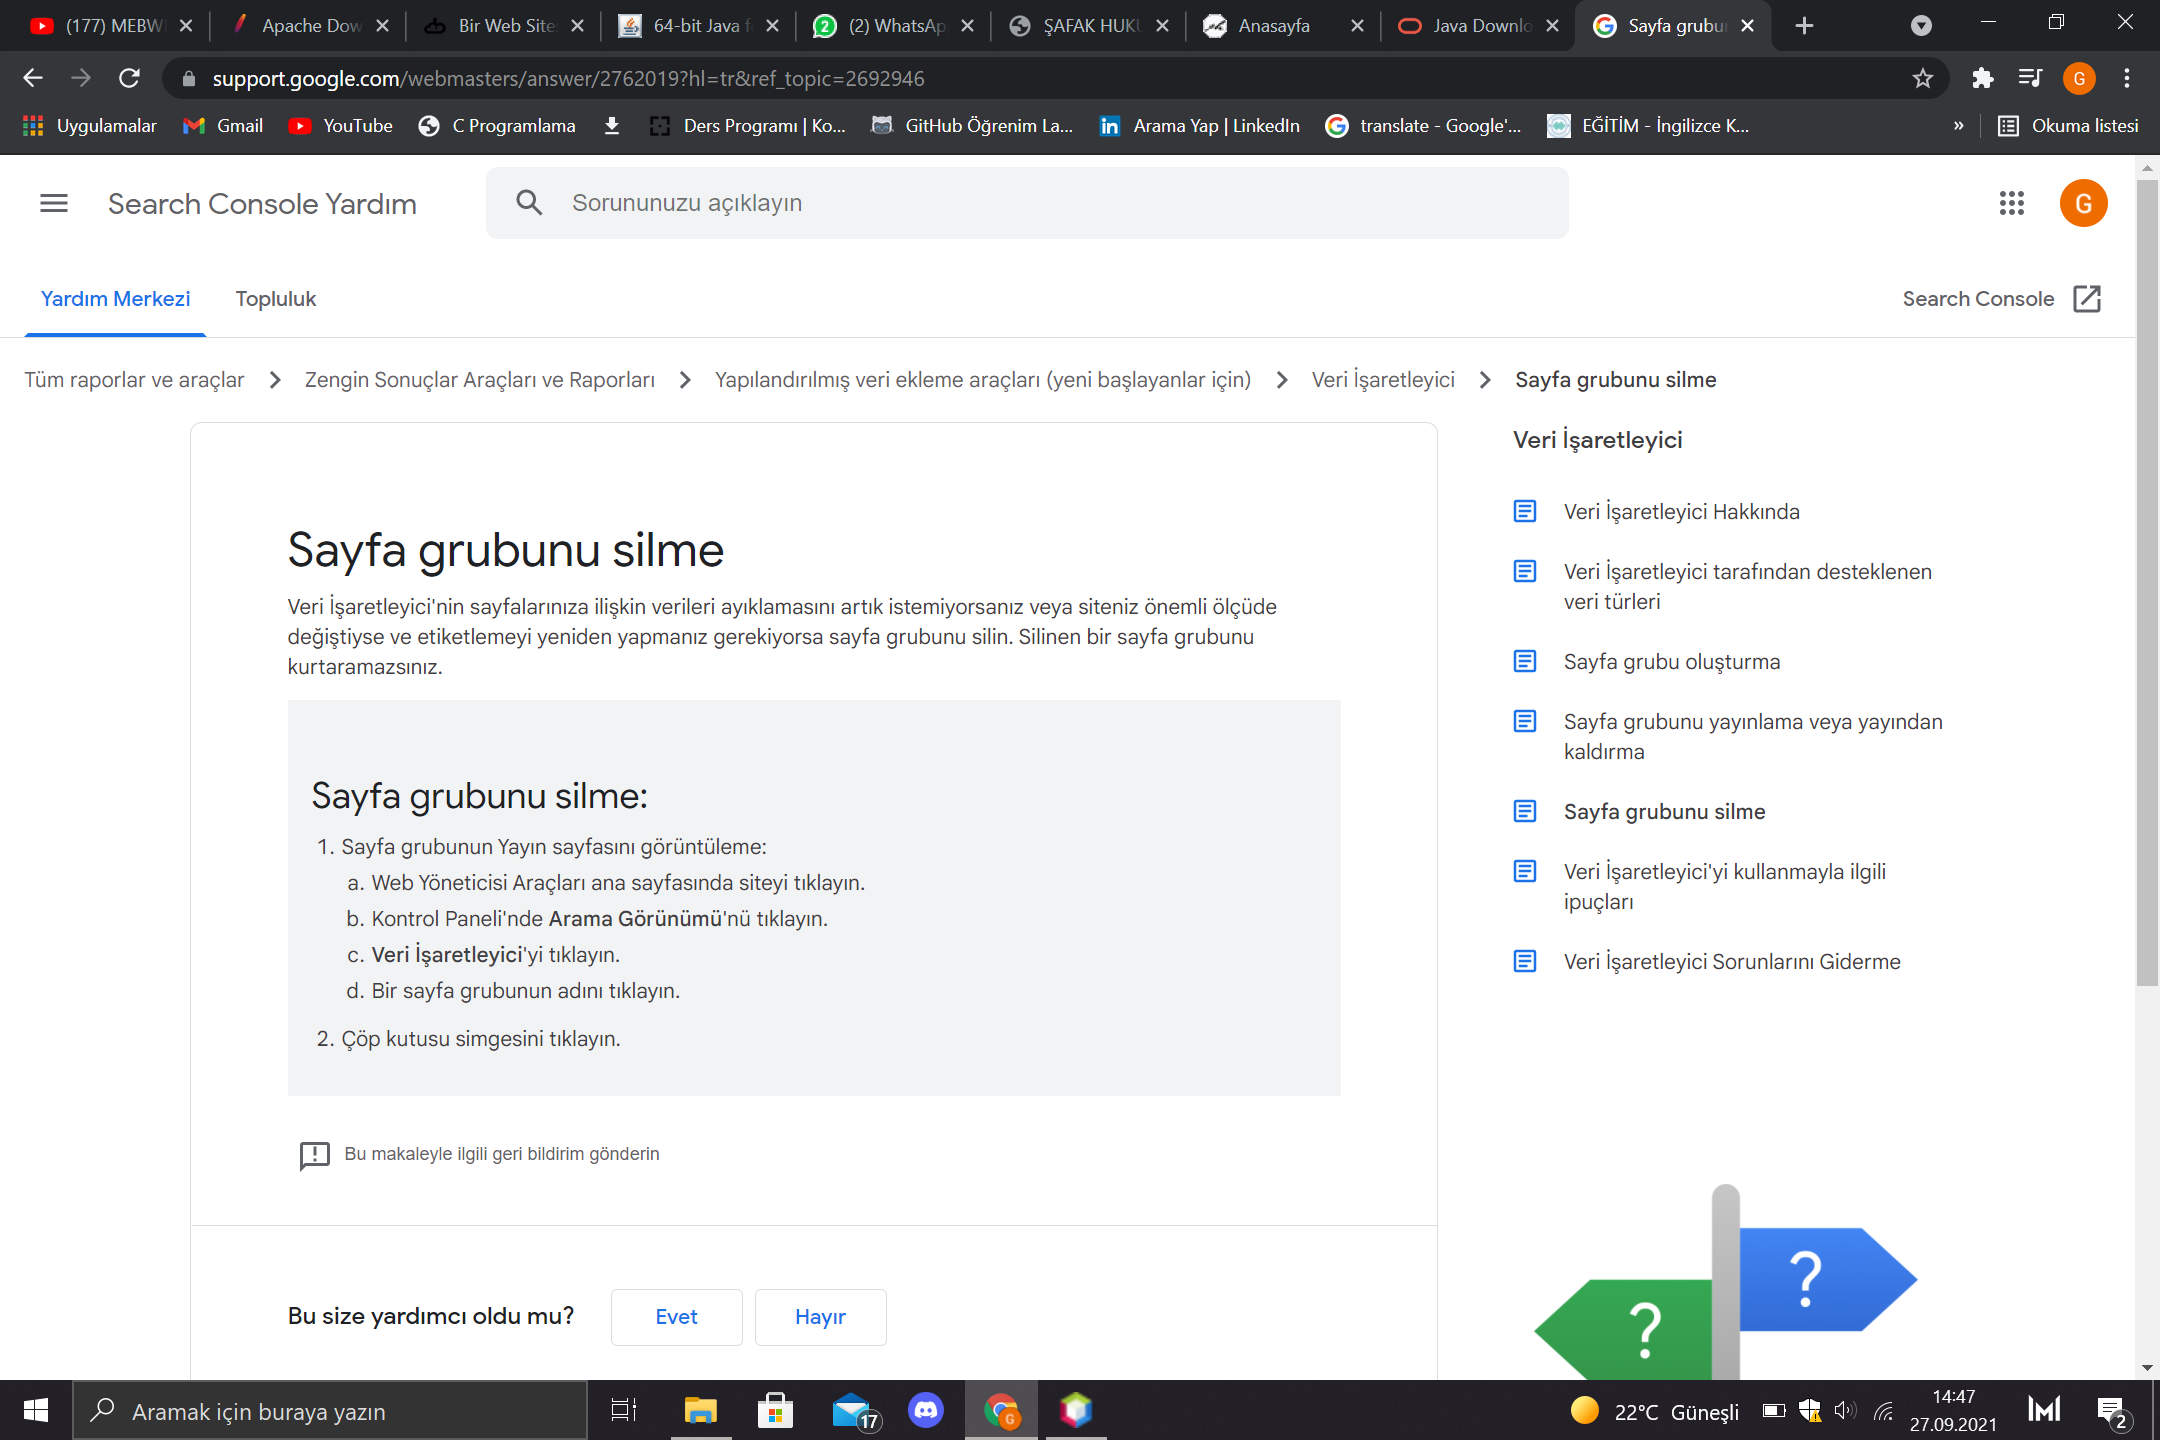 (177) MEBW
Apache Dow
Bir Web Site
64-bit Java f
(2) WhatsAp
ŞAFAK HUKU
Anasayfa
Java Downlo
Sayfa grubun
support.google.com/webmasters/answer/2762019?hl=tr&ref_topic=2692946
G
Uygulamalar
Gmail
YouTube
C Programlama
Ders Programı | Ko...
GitHub Öğrenim La...
Arama Yap | LinkedIn
translate - Google'...
EĞİTİM - İngilizce K...
»
Okuma listesi
Search Console Yardım
Sorununuzu açıklayın
G
Yardım Merkezi
Topluluk
Search Console
Tüm raporlar ve araçlar
Zengin Sonuçlar Araçları ve Raporları
Yapılandırılmış veri ekleme araçları (yeni başlayanlar için)
Veri İşaretleyici
Sayfa grubunu silme
Sayfa grubunu silme
Veri İşaretleyici'nin sayfalarınıza ilişkin verileri ayıklamasını artık istemiyorsanız veya siteniz önemli ölçüde
değiştiyse ve etiketlemeyi yeniden yapmanız gerekiyorsa sayfa grubunu silin. Silinen bir sayfa grubunu
kurtaramazsınız.
Sayfa grubunu silme:
1. Sayfa grubunun Yayın sayfasını görüntüleme:
a. Web Yöneticisi Araçları ana sayfasında siteyi tıklayın.
b. Kontrol Paneli'nde Arama Görünümü'nü tıklayın.
c. Veri İşaretleyici'yi tıklayın.
d. Bir sayfa grubunun adını tıklayın.
2. Çöp kutusu simgesini tıklayın.
Bu makaleyle ilgili geri bildirim gönderin
Bu size yardımcı oldu mu?
Evet
Hayır
Veri İşaretleyici
Veri İşaretleyici Hakkında
Veri İşaretleyici tarafından desteklenen
veri türleri
Sayfa grubu oluşturma
Sayfa grubunu yayınlama veya yayından
kaldırma
Sayfa grubunu silme
Veri İşaretleyici'yi kullanmayla ilgili
ipuçları
Veri İşaretleyici Sorunlarını Giderme
?
?
Aramak için buraya yazın
17
22°C Güneşli
14:47
27.09.2021
2